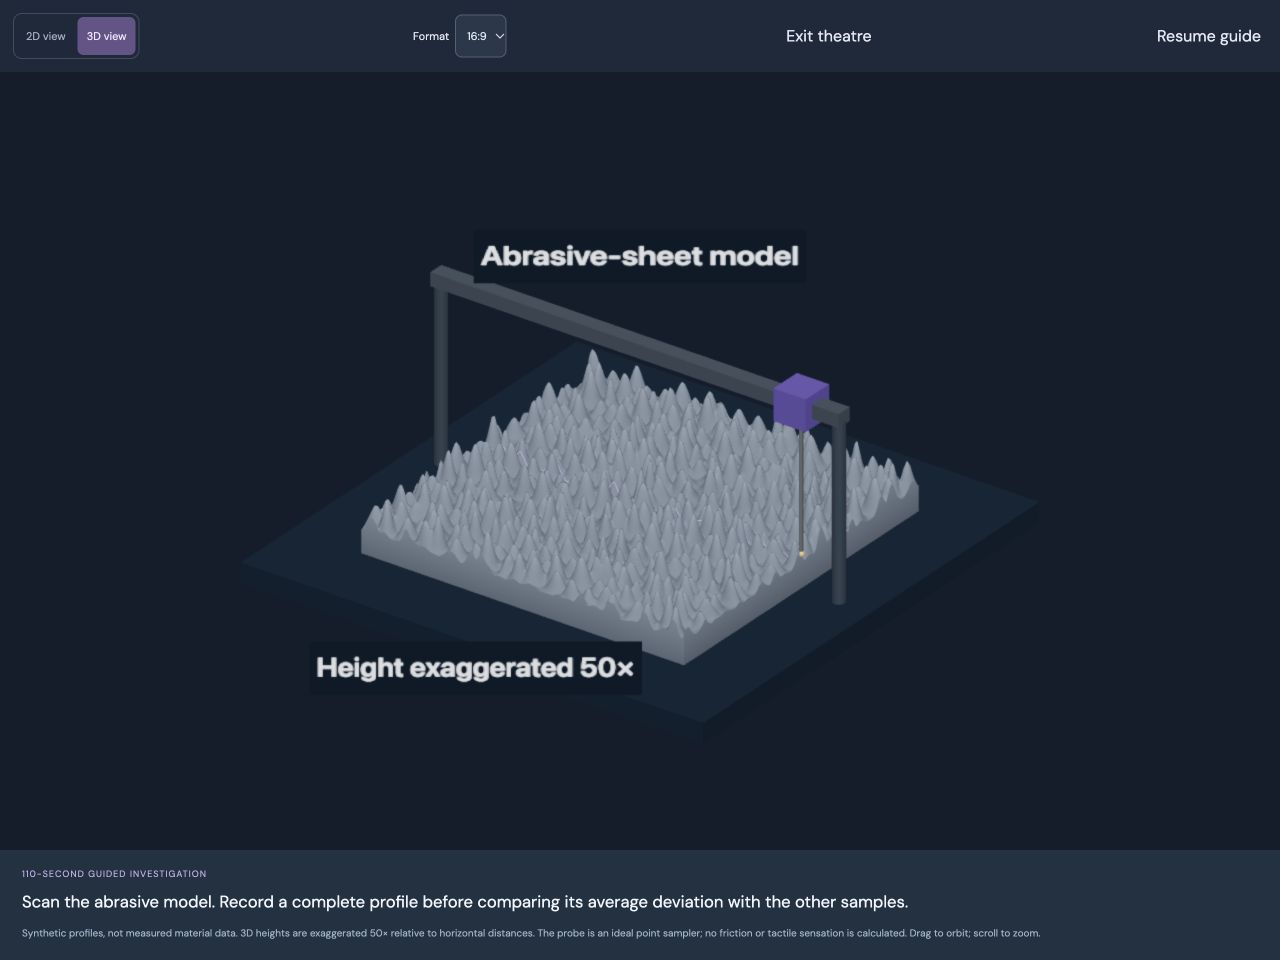 2D view
3D view
Format
16:9
Exit theatre
Resume guide
Abrasive-sheet model
Height exaggerated 50×
110-SECOND GUIDED INVESTIGATION
Scan the abrasive model. Record a complete profile before comparing its average deviation with the other samples.
Synthetic profiles, not measured material data. 3D heights are exaggerated 50× relative to horizontal distances. The probe is an ideal point sampler; no friction or tactile sensation is calculated. Drag to orbit; scroll to zoom.